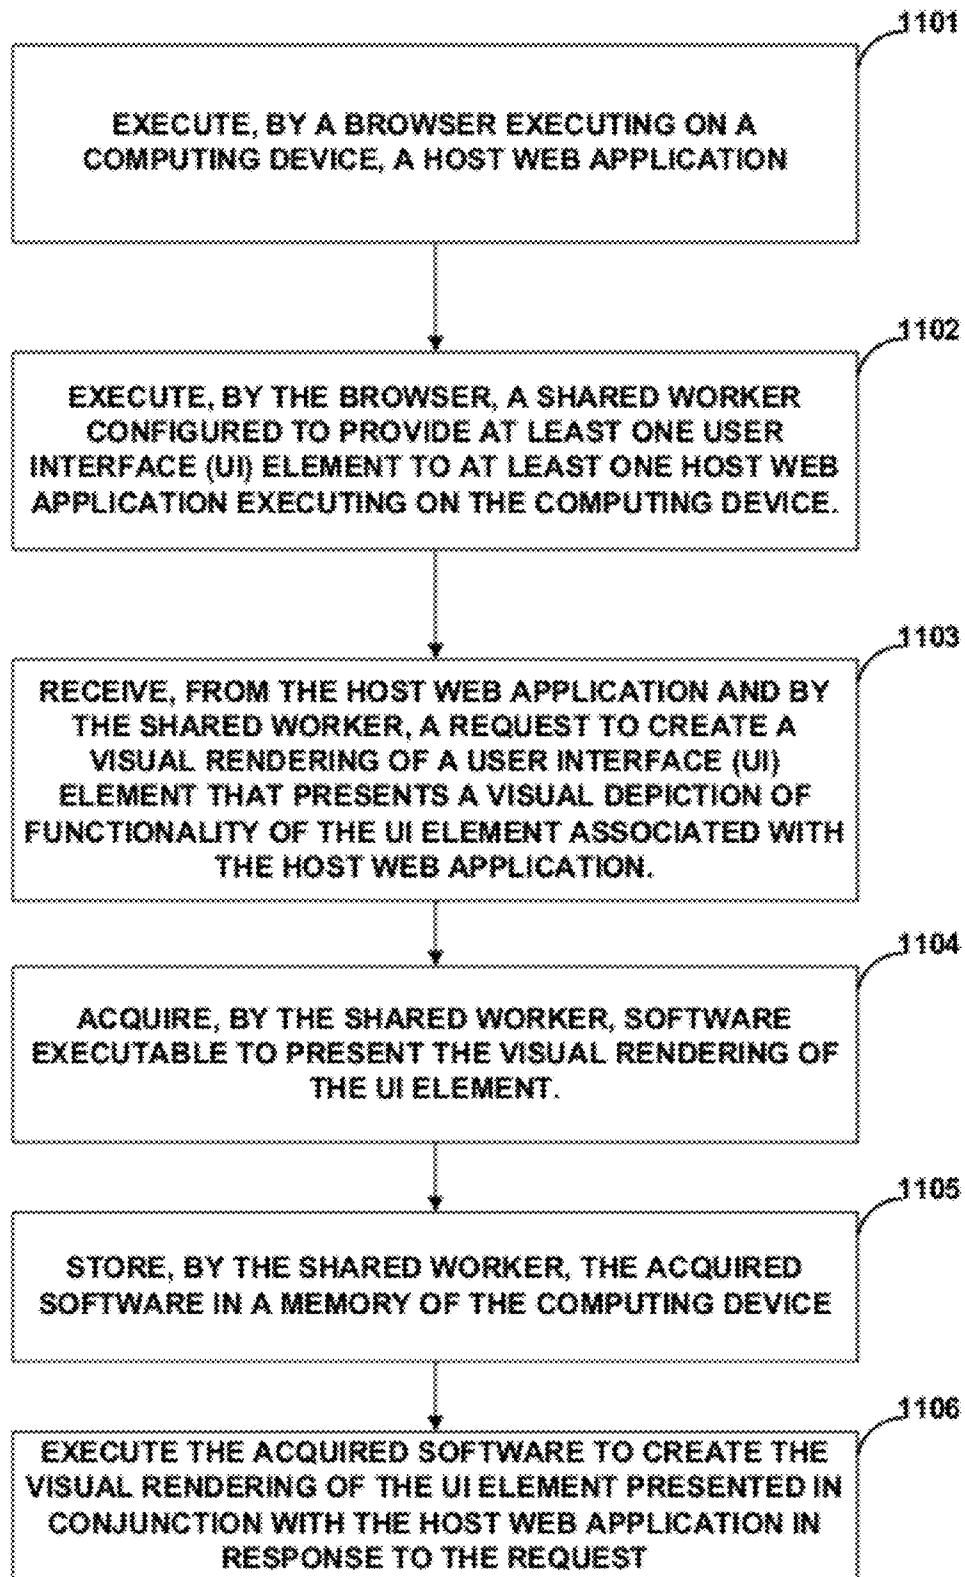 1101
EXECUTE, BY A BROWSER EXECUTING ON A
COMPUTING DEVICE, A HOST WEB APPLICATION
1102
EXECUTE, BY THE BROWSER, A SHARED WORKER
CONFIGURED TO PROVIDE AT LEAST ONE USER
INTERFACE (UI) ELEMENT TO AT LEAST ONE HOST WEB
APPLICATION EXECUTING ON THE COMPUTING DEVICE.
1103
RECEIVE, FROM THE HOST WEB APPLICATION AND BY
THE SHARED WORKER, A REQUEST TO CREATE A
VISUAL RENDERING OF A USER INTERFACE (UI)
ELEMENT THAT PRESENTS A VISUAL DEPICTION OF
FUNCTIONALITY OF THE UI ELEMENT ASSOCIATED WITH
THE HOST WEB APPLICATION.
1104
ACQUIRE, BY THE SHARED WORKER, SOFTWARE
EXECUTABLE TO PRESENT THE VISUAL RENDERING OF
THE UI ELEMENT.
1105
STORE, BY THE SHARED WORKER, THE ACQUIRED
SOFTWARE IN A MEMORY OF THE COMPUTING DEVICE
1106
EXECUTE THE ACQUIRED SOFTWARE TO CREATE THE
VISUAL RENDERING OF THE UI ELEMENT PRESENTED IN
CONJUNCTION WITH THE HOST WEB APPLICATION IN
RESPONSE TO THE REQUEST